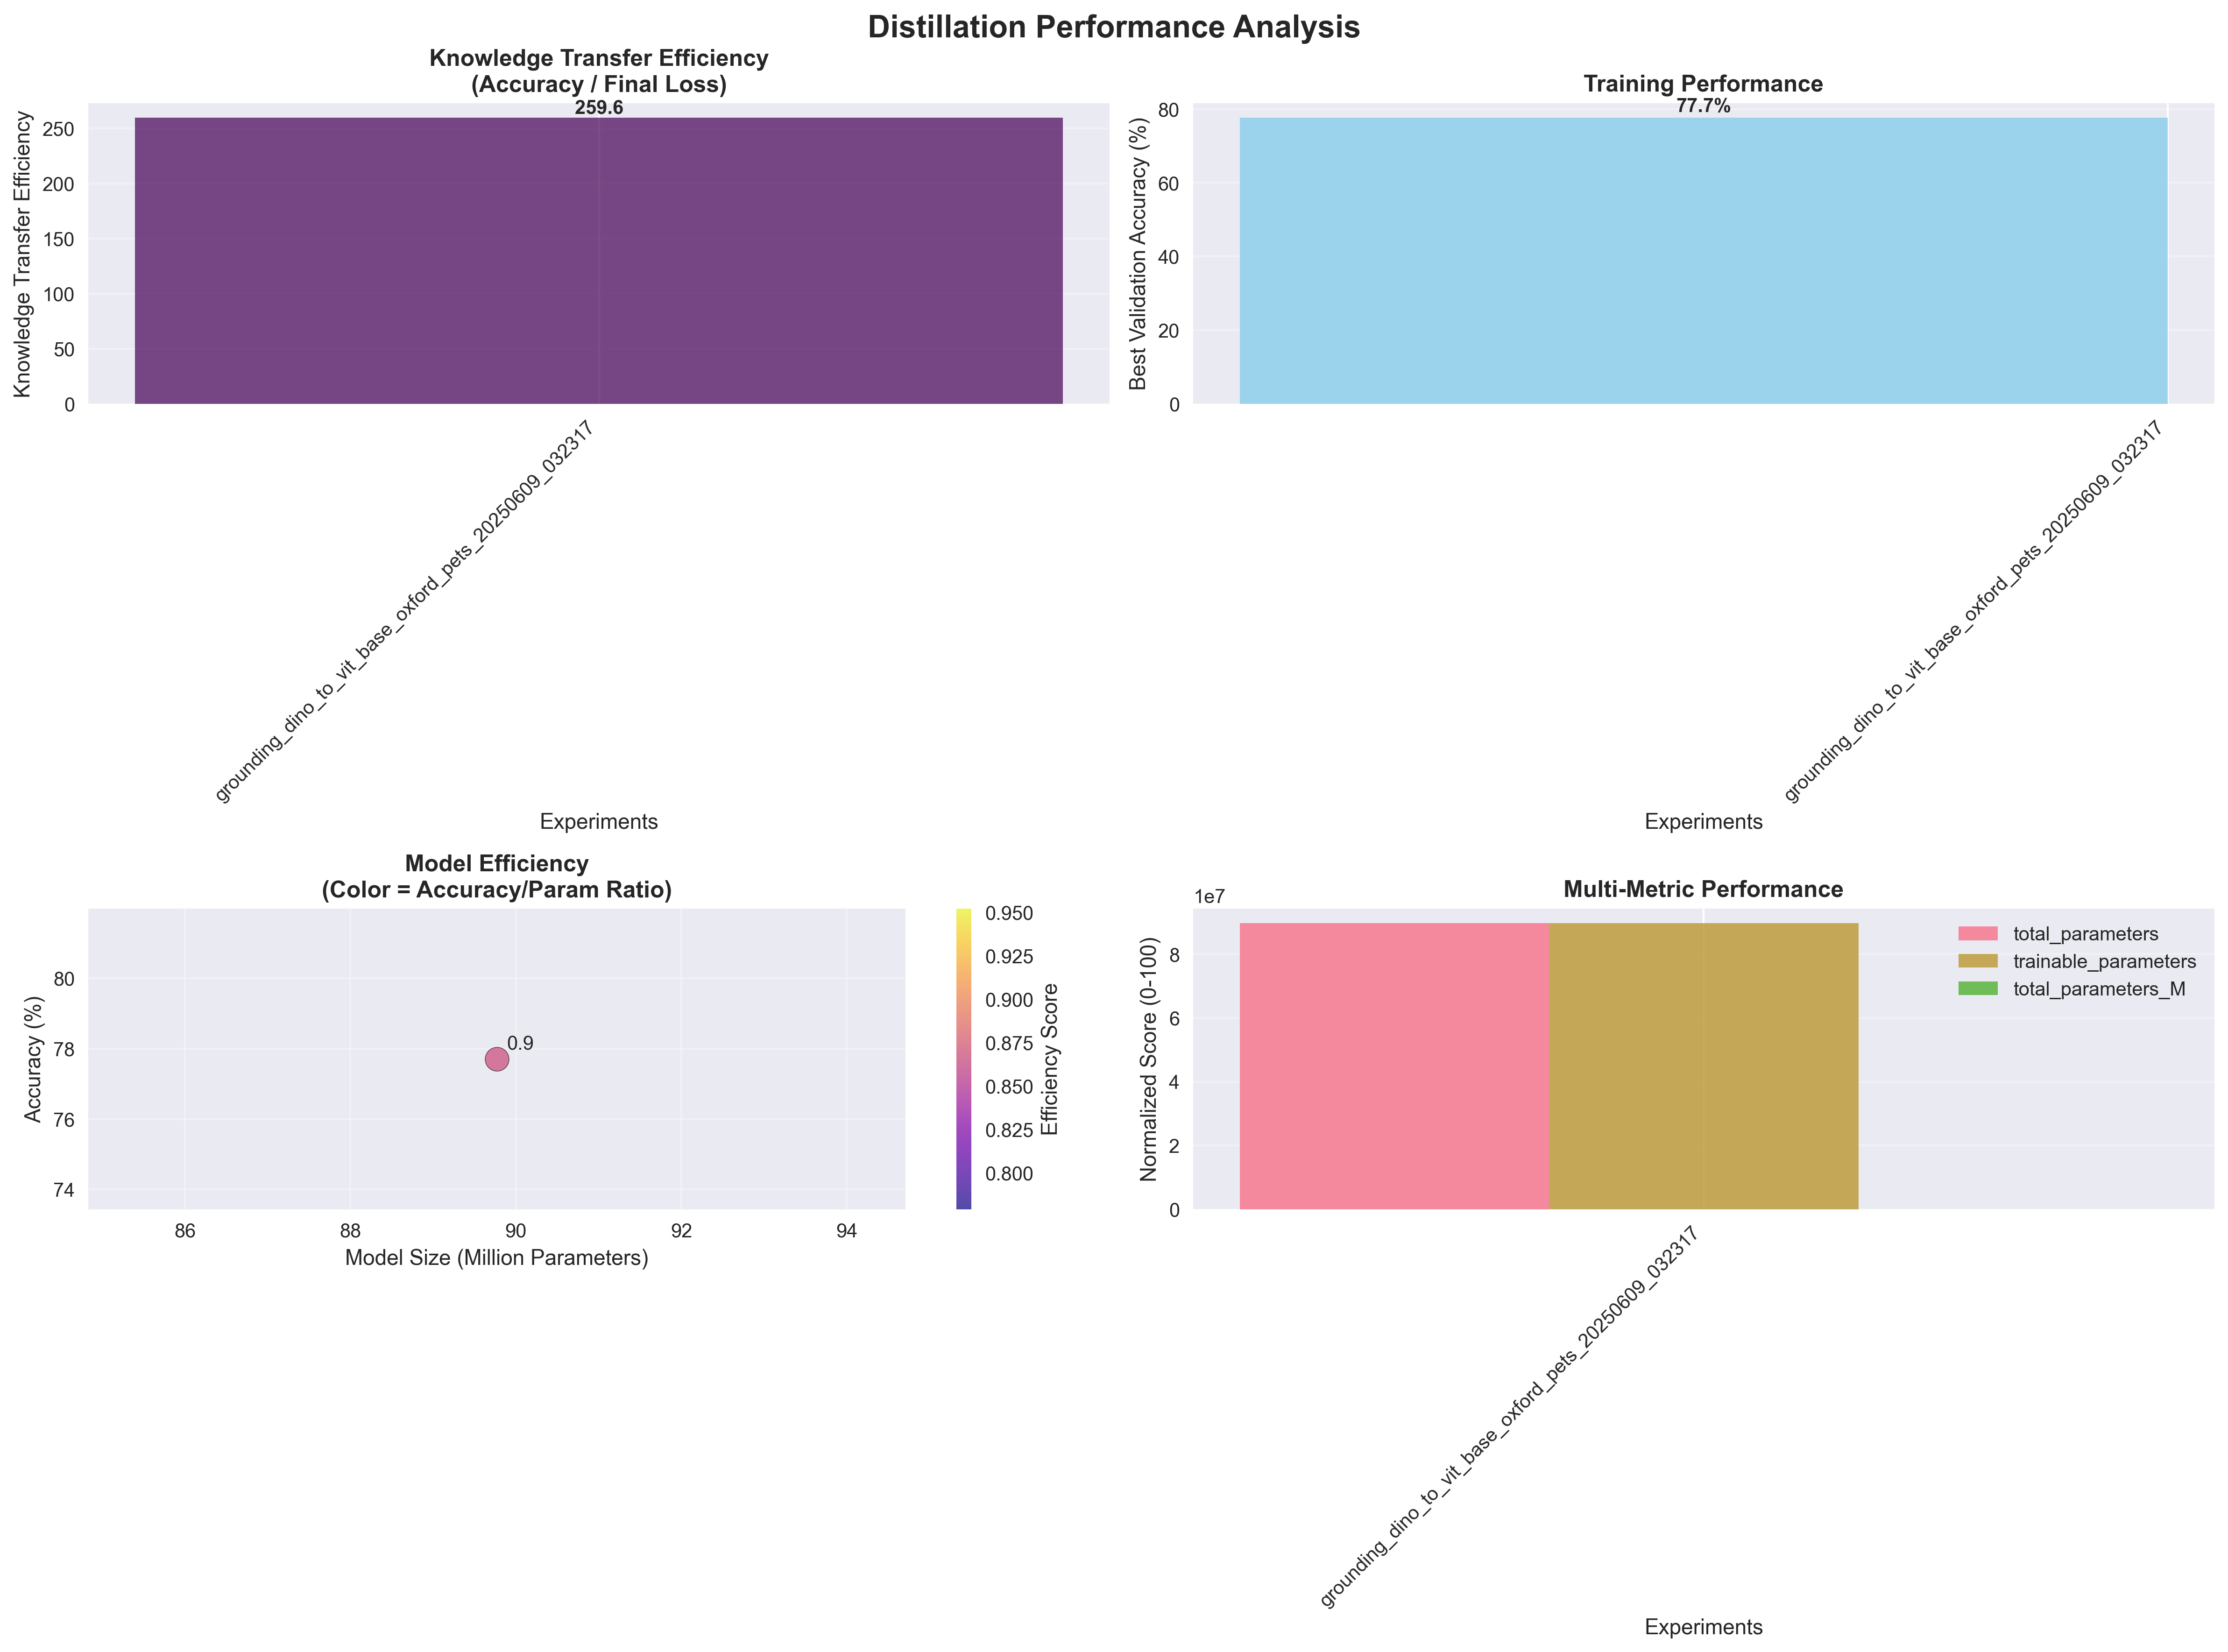 Distillation Performance Analysis
Knowledge Transfer Efficiency
(Accuracy / Final Loss)
259.6
Knowledge Transfer Efficiency
250
200
150
100
50
0
grounding_dino_to_vit_base_oxford_pets_20250609_032317
Experiments
Training Performance
77.7%
Best Validation Accuracy (%)
80
60
40
20
0
grounding_dino_to_vit_base_oxford_pets_20250609_032317
Experiments
Model Efficiency
(Color = Accuracy/Param Ratio)
Accuracy (%)
80
78
76
74
0.9
86 88 90 92 94
Model Size (Million Parameters)
0.950
0.925
0.900
0.875
0.850
0.825
0.800
Efficiency Score
Multi-Metric Performance
1e7
Normalized Score (0-100)
8
6
4
2
0
total_parameters
trainable_parameters
total_parameters_M
grounding_dino_to_vit_base_oxford_pets_20250609_032317
Experiments